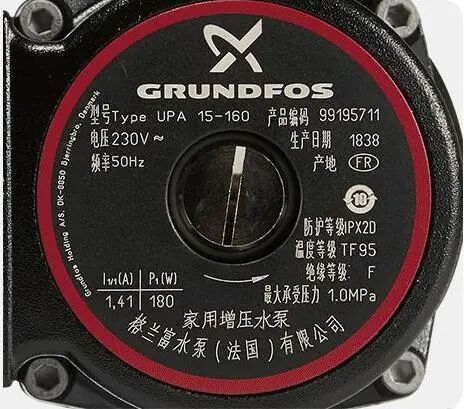 GRUNDFOS
型号Type UPA 15-160 产品编码 99195711
电压230V~ 生产日期 1838
频率50Hz 产地 FR
10
防护等级IPX2D
温度等级 TF95
绝缘等级: F
最大承受压力 1.0MPa
I1/1(A) P1(W)
1,41 180
家用增压水泵
格兰富水泵(法国)有限公司
Grundfos Holding A/S, DK-8850 Bjerringbro, Denmark